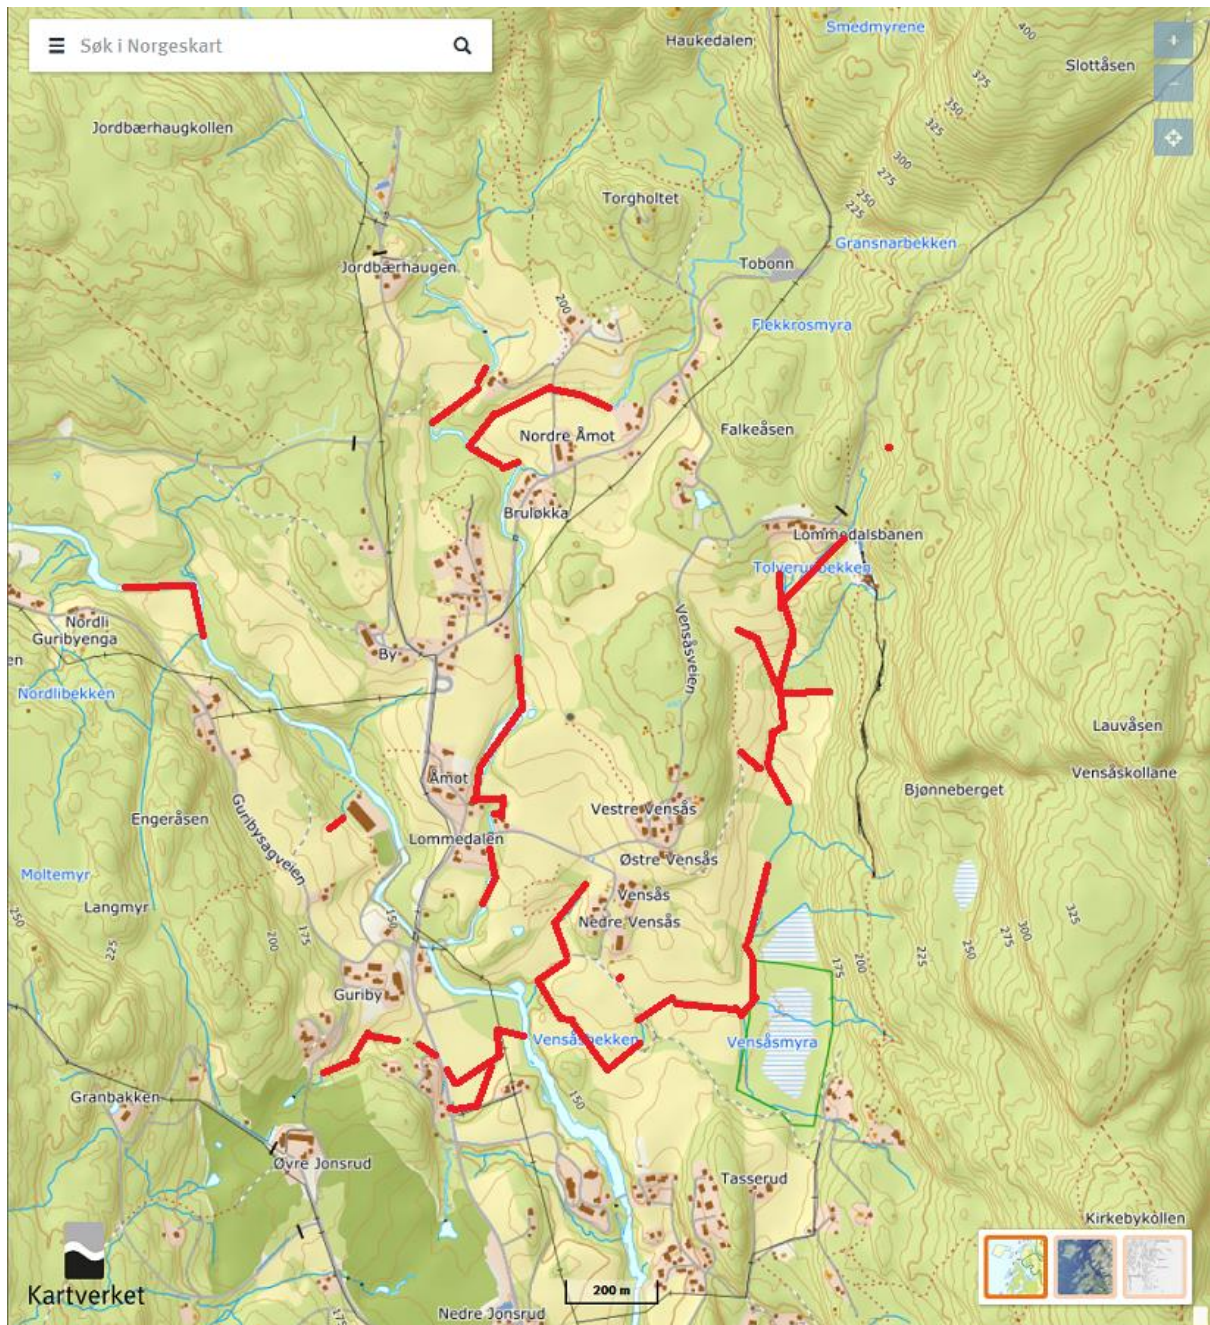 Smedmyrene
Haukedalen
Søk i Norgeskart
400
Slottåsen
375
350
325
Jordbærhaugkollen
300
275
Torgholtet
250
225
Gransnarbekken
Tobonn
Jordbærhaugen
200
Flekkrosmyra
Nordre Åmot
Falkeåsen
Bruløkka
Lommedalsbanen
Tolverudbekken
Nordli
Guribyenga
en
By
Vensåsveien
Nordlibekken
Lauvåsen
Åmot
Vensåskollane
Bjønneberget
Engeråsen
Guribysagveien
Vestre Vensås
Lommedalen
Østre Vensås
Moltemyr
Vensås
Langmyr
250
150
Nedre Vensås
325
300
275
175
200
225
200
250
225
175
Guriby
Vensåsbekken
Vensåsmyra
Granbakken
150
Øvre Jonsrud
Tasserud
Kirkebykollen
200 m
Kartverket
175
Nedre Jonsrud